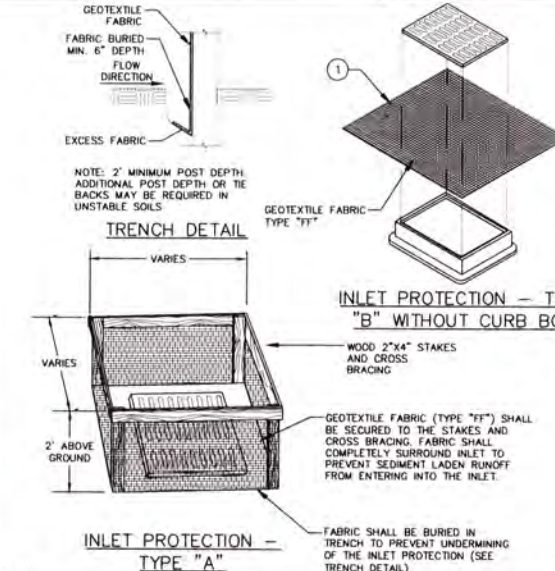 GEOTEXTILE
FABRIC
FABRIC BURIED
MIN. 6" DEPTH
FLOW
DIRECTION
EXCESS FABRIC
NOTE: 2' MINIMUM POST DEPTH.
ADDITIONAL POST DEPTH OR TIE
BACKS MAY BE REQUIRED IN
UNSTABLE SOILS
TRENCH DETAIL
1
GEOTEXTILE FABRIC
TYPE "FF"
INLET PROTECTION – T
"B" WITHOUT CURB BO
VARIES
VARIES
2' ABOVE
GROUND
WOOD 2"X4" STAKES
AND CROSS
BRACING
GEOTEXTILE FABRIC (TYPE "FF") SHALL
BE SECURED TO THE STAKES AND
CROSS BRACING. FABRIC SHALL
COMPLETELY SURROUND INLET TO
PREVENT SEDIMENT LADEN RUNOFF
FROM ENTERING INTO THE INLET.
FABRIC SHALL BE BURIED IN
TRENCH TO PREVENT UNDERMINING
OF THE INLET PROTECTION (SEE
TRENCH DETAIL)
INLET PROTECTION –
TYPE "A"